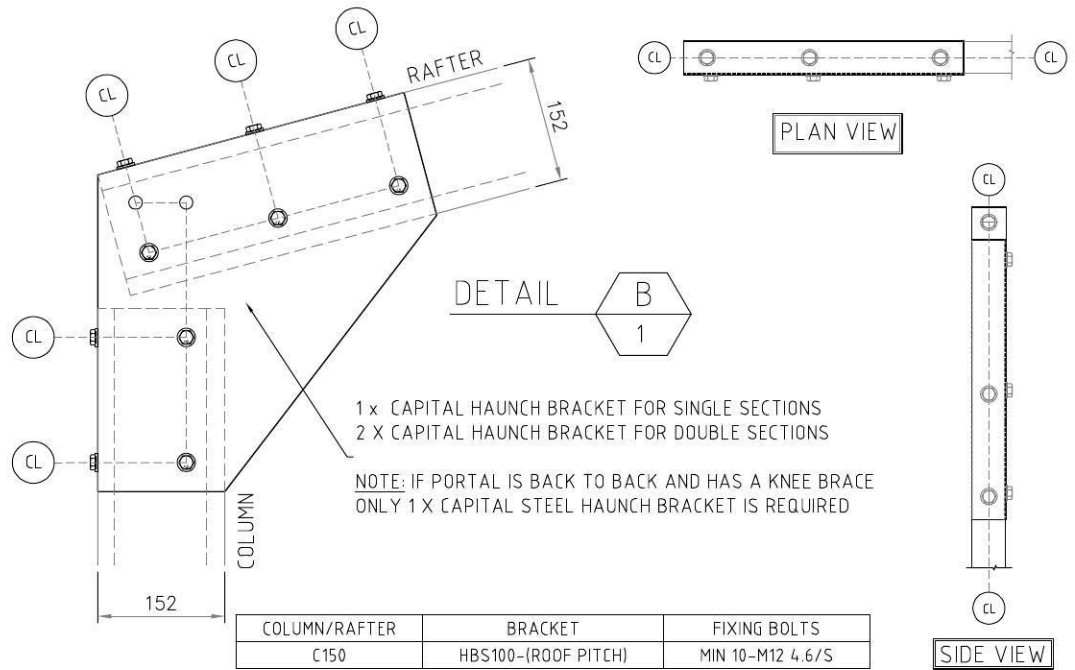 CL
CL
CL
RAFTER
152
CL
CL
PLAN VIEW
CL
DETAIL
B
1
CL
CL
1 x CAPITAL HAUNCH BRACKET FOR SINGLE SECTIONS
2 X CAPITAL HAUNCH BRACKET FOR DOUBLE SECTIONS
NOTE: IF PORTAL IS BACK TO BACK AND HAS A KNEE BRACE
ONLY 1 X CAPITAL STEEL HAUNCH BRACKET IS REQUIRED
COLUMN
152
CL
SIDE VIEW
COLUMN/RAFTER BRACKET FIXING BOLTS
C150 HBS100-(ROOF PITCH) MIN 10-M12 4.6/S